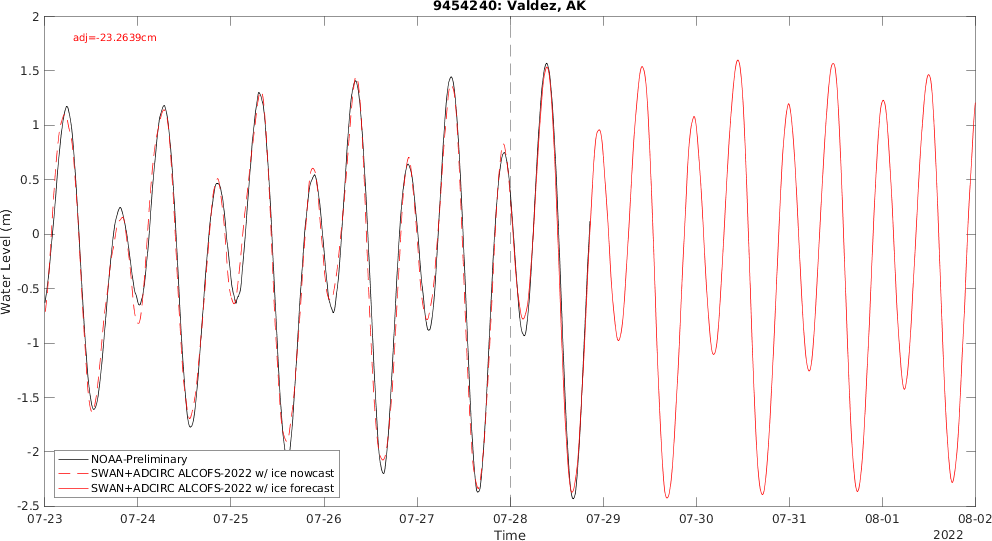 9454240: Valdez, AK
adj=-23.2639cm
Water Level (m)
2
1.5
1
0.5
0
-0.5
-1
-1.5
-2
-2.5
NOAA-Preliminary
SWAN+ADCIRC ALCOFS-2022 w/ ice nowcast
SWAN+ADCIRC ALCOFS-2022 w/ ice forecast
07-23 07-24 07-25 07-26 07-27 07-28 07-29 07-30 07-31 08-01 08-02
Time
2022